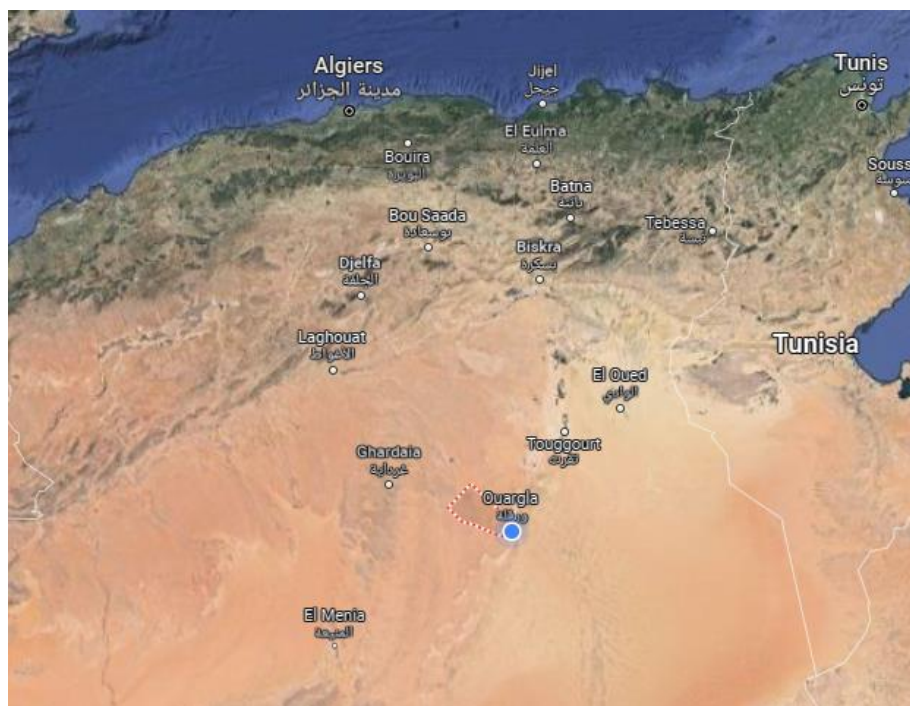 Algiers
مدينة الجزائر
Jijel
جيجل
Tunis
تونس
El Eulma
العلمة
Bouira
البويرة
Souss
سوسة
Batna
باتنة
Bou Saada
بوسعادة
Tebessa
تبسة
Biskra
بسكرة
Djelfa
الجلفة
Laghouat
الأغواط
Tunisia
El Oued
الوادي
Touggourt
تقرت
Ghardaia
غرداية
Ouargla
ورقلة
El Menia
المنيعة